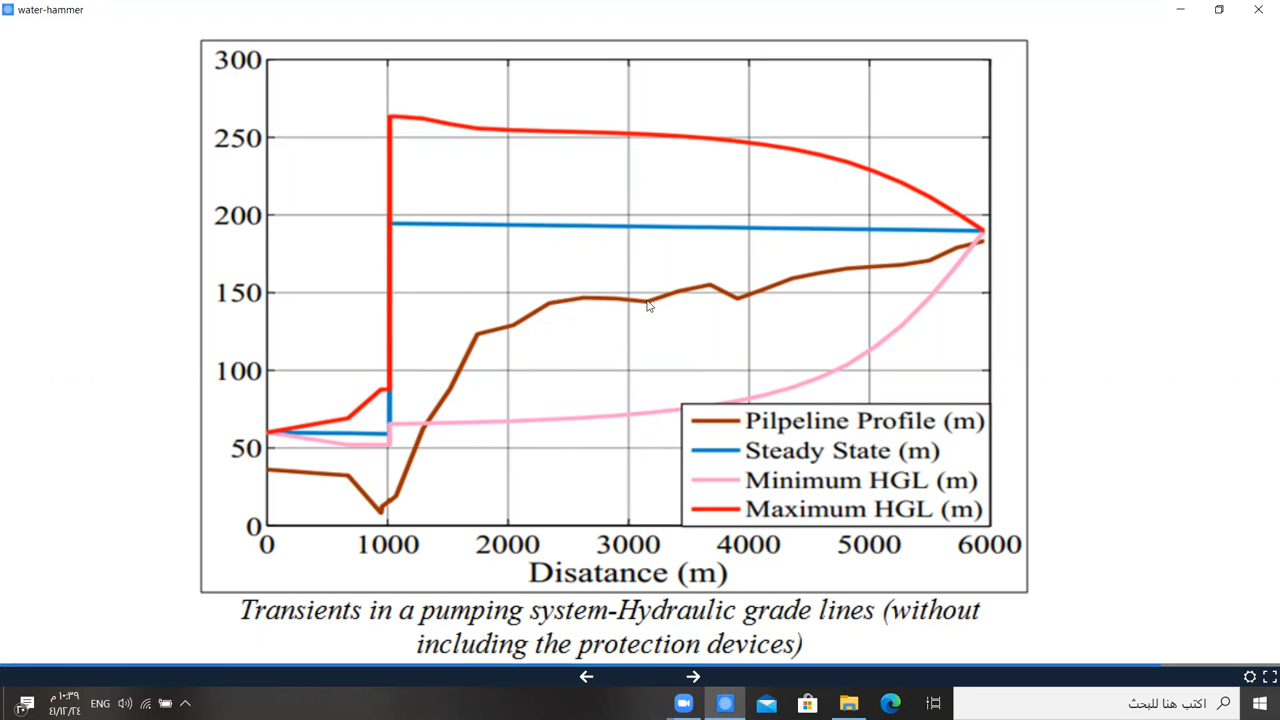 water-hammer
300
250
200
150
100
50
0
Pilpeline Profile (m)
Steady State (m)
Minimum HGL (m)
Maximum HGL (m)
0 1000 2000 3000 4000 5000 6000
Disatance (m)
Transients in a pumping system-Hydraulic grade lines (without
including the protection devices)
١٠:٣٩ م
ENG
اكتب هنا للبحث